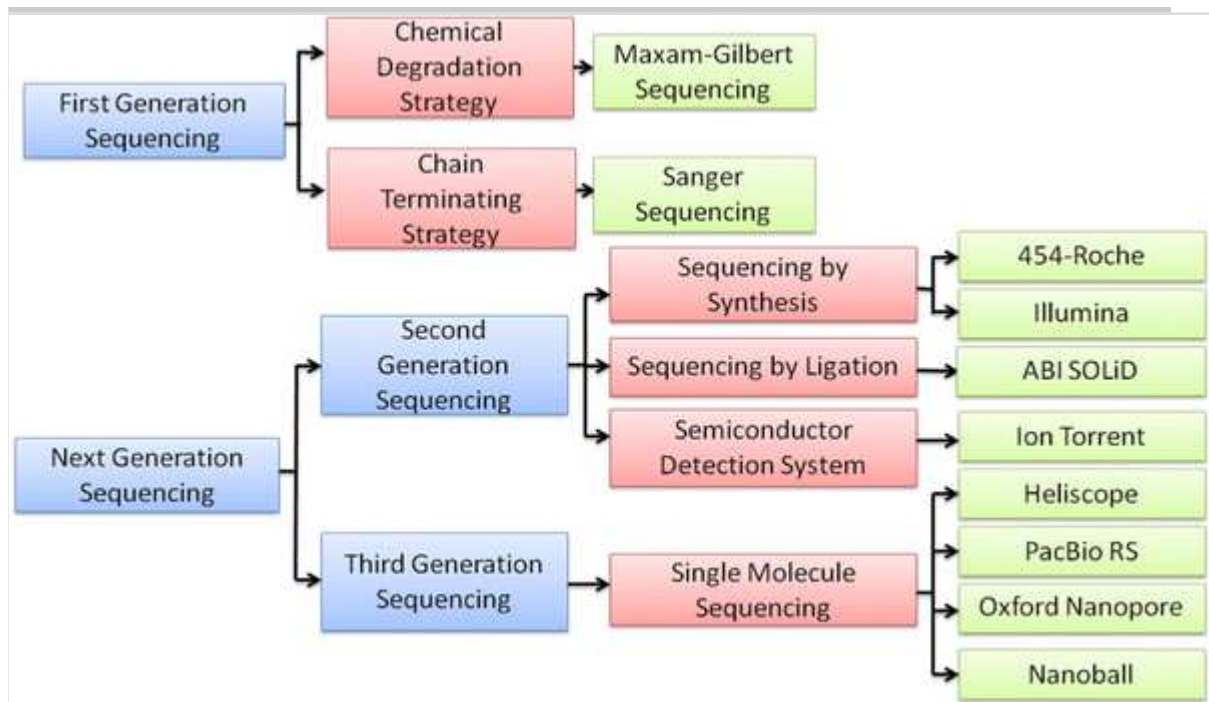 First Generation
Sequencing
Chemical
Degradation
Strategy
Maxam-Gilbert
Sequencing
Chain
Terminating
Strategy
Sanger
Sequencing
Next Generation
Sequencing
Second
Generation
Sequencing
Sequencing by
Synthesis
454-Roche
Illumina
Sequencing by Ligation
ABI SOLiD
Semiconductor
Detection System
Ion Torrent
Third Generation
Sequencing
Single Molecule
Sequencing
Heliscope
PacBio RS
Oxford Nanopore
Nanoball